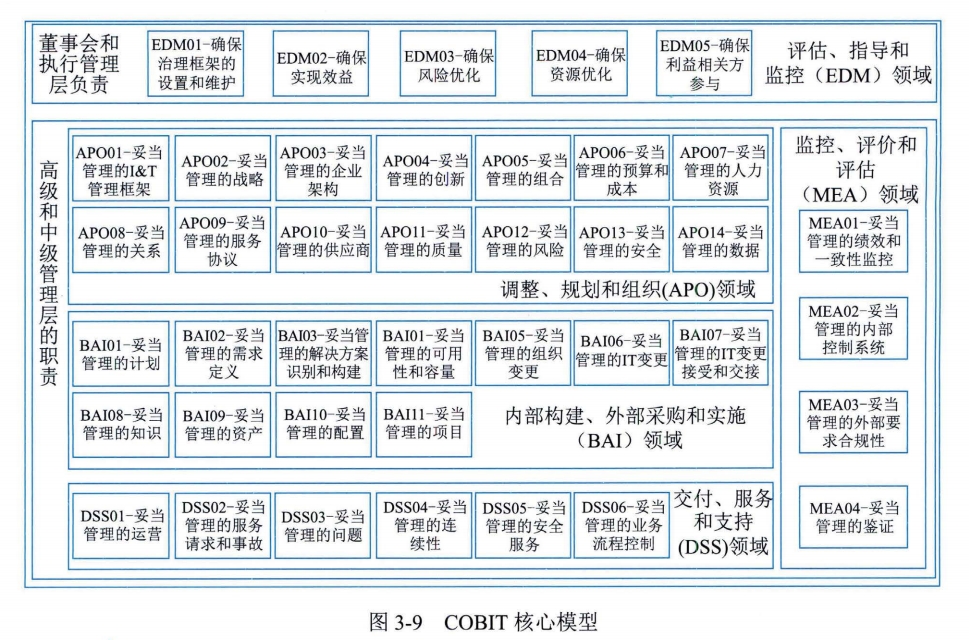 董事会和
执行管理
层负责
EDM01-确保
治理框架的
设置和维护
EDM02-确保
实现效益
EDM03-确保
风险优化
EDM04-确保
资源优化
EDM05-确保
利益相关方
参与
评估、指导和
监控（EDM）领域
高级和中级管理层的职责
APO01-妥当
管理的I&T
管理框架
APO02-妥当
管理的战略
APO03-妥当
管理的企业
架构
APO04-妥当
管理的创新
APO05-妥当
管理的组合
APO06-妥当
管理的预算和
成本
APO07-妥当
管理的人力
资源
APO08-妥当
管理的关系
APO09-妥当
管理的服务
协议
APO10-妥当
管理的供应商
APO11-妥当
管理的质量
APO12-妥当
管理的风险
APO13-妥当
管理的安全
APO14-妥当
管理的数据
调整、规划和组织(APO)领域
BAI01-妥当
管理的计划
BAI02-妥当
管理的需求
定义
BAI03-妥当管
理的解决方案
识别和构建
BAI01-妥当
管理的可用
性和容量
BAI05-妥当
管理的组织
变更
BAI06-妥当
管理的IT变更
BAI07-妥当
管理的IT变更
接受和交接
BAI08-妥当
管理的知识
BAI09-妥当
管理的资产
BAI10-妥当
管理的配置
BAI11-妥当
管理的项目
内部构建、外部采购和实施
（BAI）领域
DSS01-妥当
管理的运营
DSS02-妥当
管理的服务
请求和事故
DSS03-妥当
管理的问题
DSS04-妥当
管理的连
续性
DSS05-妥当
管理的安全
服务
DSS06-妥当
管理的业务
流程控制
交付、服务
和支持
(DSS)领域
监控、评价和
评估
（MEA）领域
MEA01-妥当
管理的绩效和
一致性监控
MEA02-妥当
管理的内部
控制系统
MEA03-妥当
管理的外部要
求合规性
MEA04-妥当
管理的鉴证
图 3-9 COBIT 核心模型